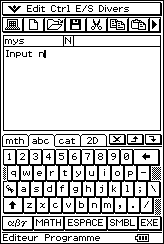 Edit Ctrl E/S Divers
mys N
Input n
mth abc cat 2D
1 2 3 4 5 6 7 8 9 0
q w e r t y u i o p -
a s d f g h j k l ; \
z x c v b n m , . /
αβγ MATH ESPACE SMBL EXE
Editeur Programme